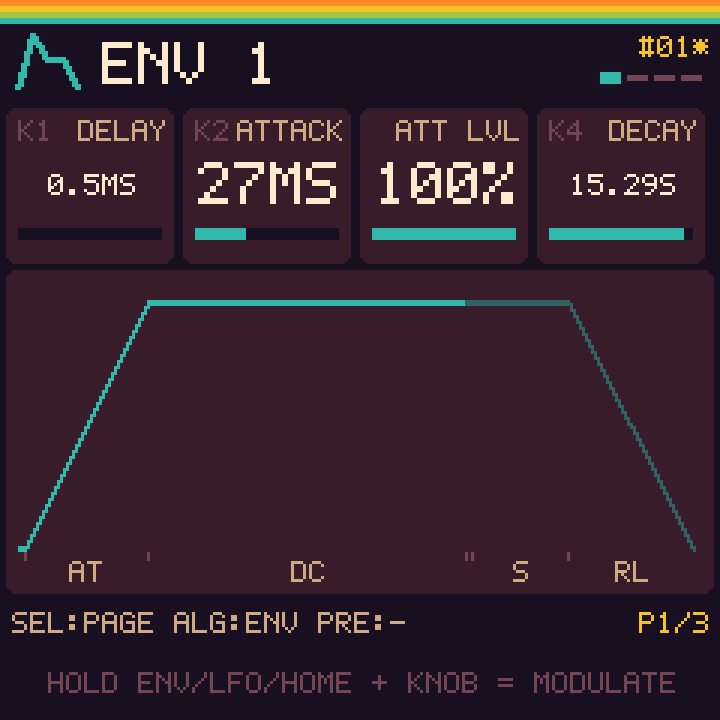 ENV 1 #01*
K1 DELAY K2 ATTACK ATT LVL K4 DECAY
0.5MS 27MS 100% 15.29S
AT DC S RL
SEL:PAGE ALG:ENV PRE:- P1/3
HOLD ENV/LFO/HOME + KNOB = MODULATE